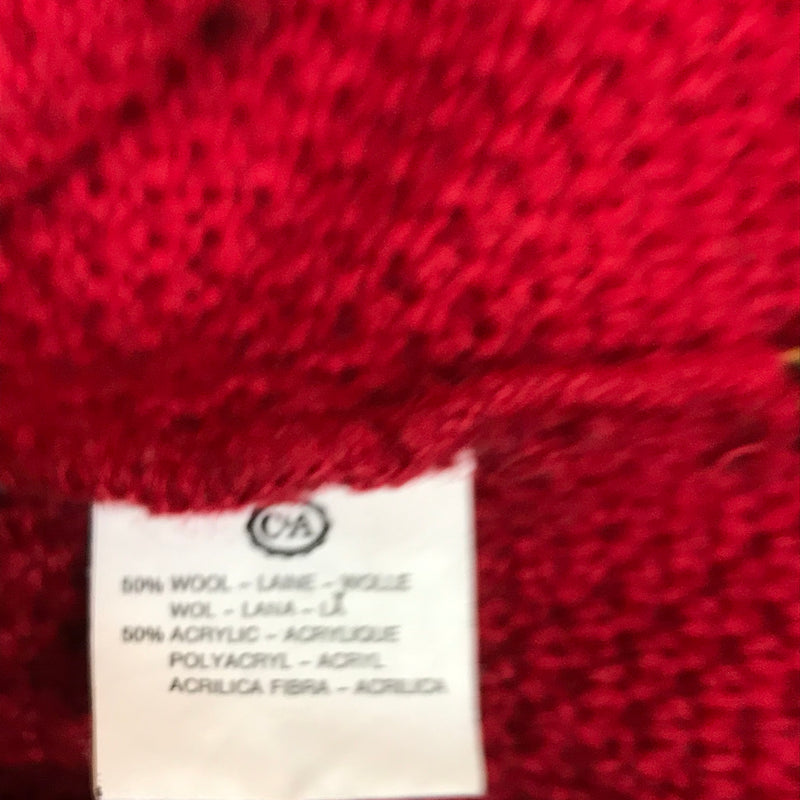 C&A
50% WOOL - LAINE - WOLLE
WOL - LANA - LÃ
50% ACRYLIC - ACRYLIQUE
POLYACRYL - ACRYL
ACRILICA FIBRA - ACRILICA